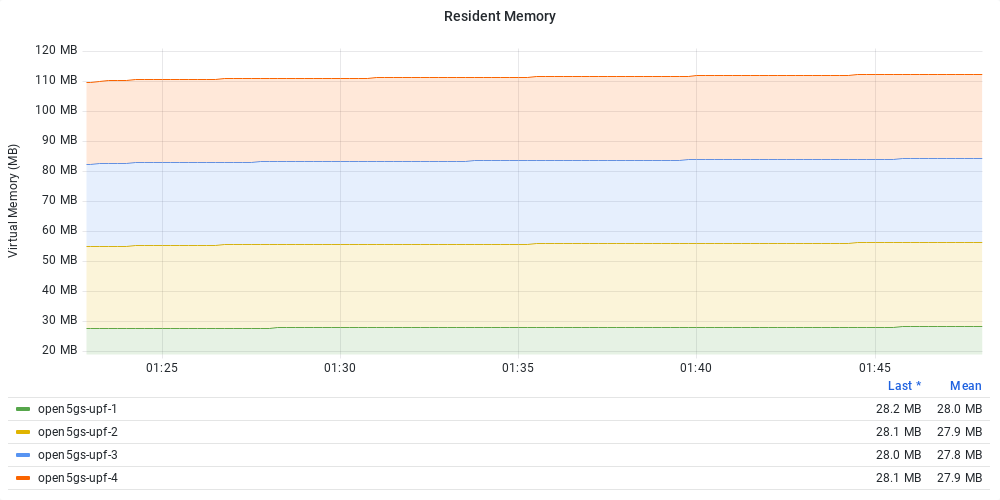 Resident Memory
Virtual Memory (MB)
120 MB
110 MB
100 MB
90 MB
80 MB
70 MB
60 MB
50 MB
40 MB
30 MB
20 MB
01:25 01:30 01:35 01:40 01:45
Last * Mean
open5gs-upf-1 28.2 MB 28.0 MB
open5gs-upf-2 28.1 MB 27.9 MB
open5gs-upf-3 28.0 MB 27.8 MB
open5gs-upf-4 28.1 MB 27.9 MB